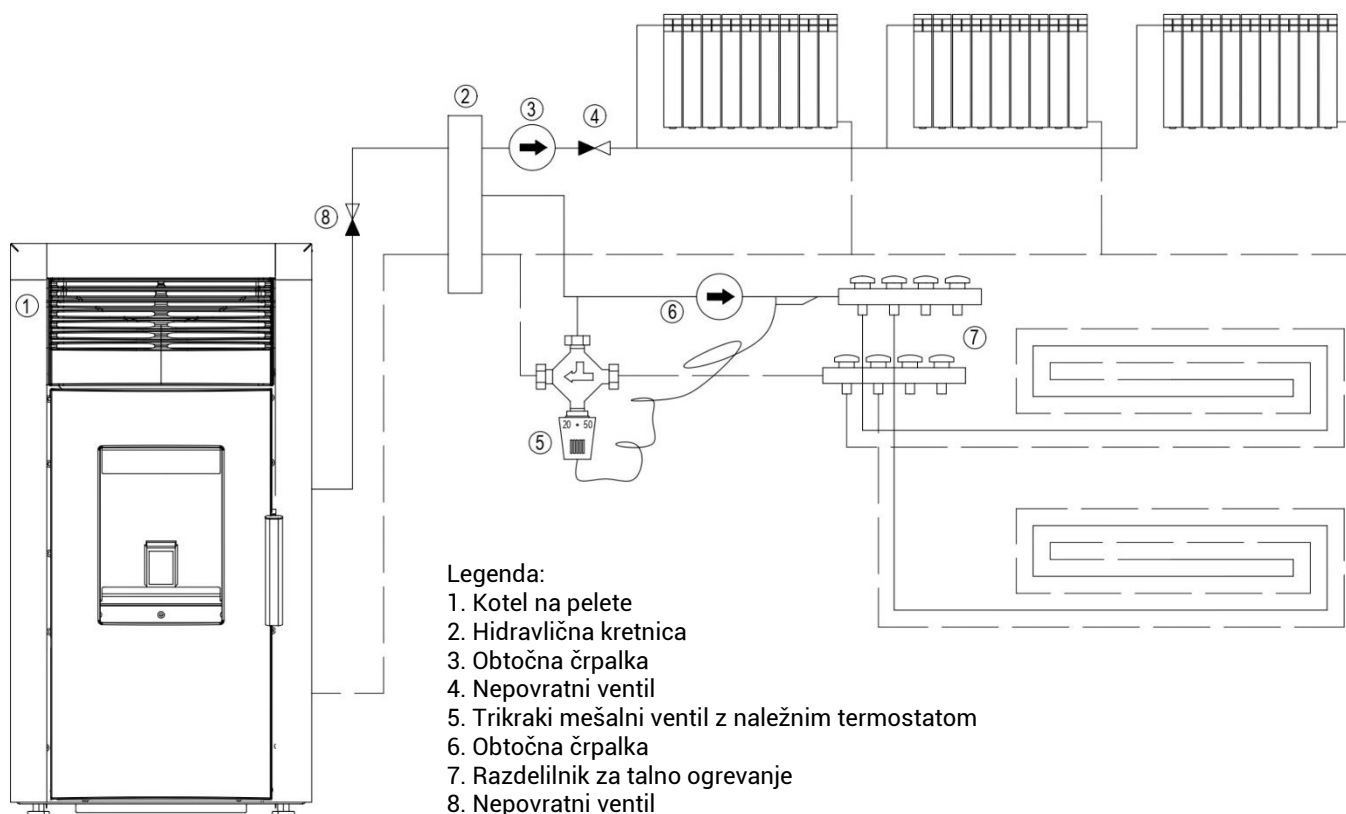 ②
③
④
⑧
①
⑥
⑦
20 • 50
⑤
Legenda:
1. Kotel na pelete
2. Hidravlična kretnica
3. Obtočna črpalka
4. Nepovratni ventil
5. Trikraki mešalni ventil z naležnim termostatom
6. Obtočna črpalka
7. Razdelilnik za talno ogrevanje
8. Nepovratni ventil